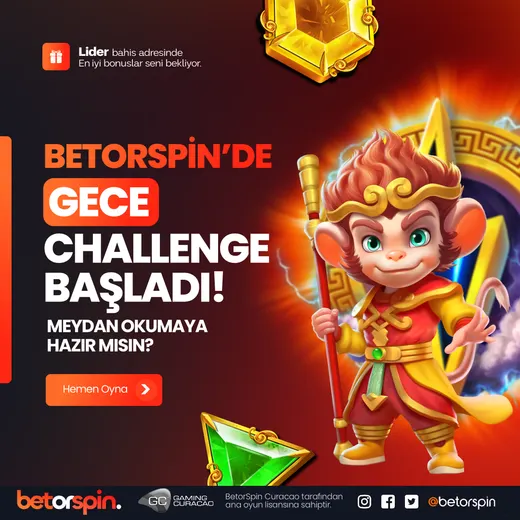 Lider bahis adresinde
En iyi bonuslar seni bekliyor.
BETORSPİN’DE
GECE
CHALLENGE
BAŞLADI!
MEYDAN OKUMAYA
HAZIR MISIN?
Hemen Oyna
betorspin.
GC GAMING
CURACAO
BetorSpin Curacao tarafından
ana oyun lisansına sahiptir.
@betorspin